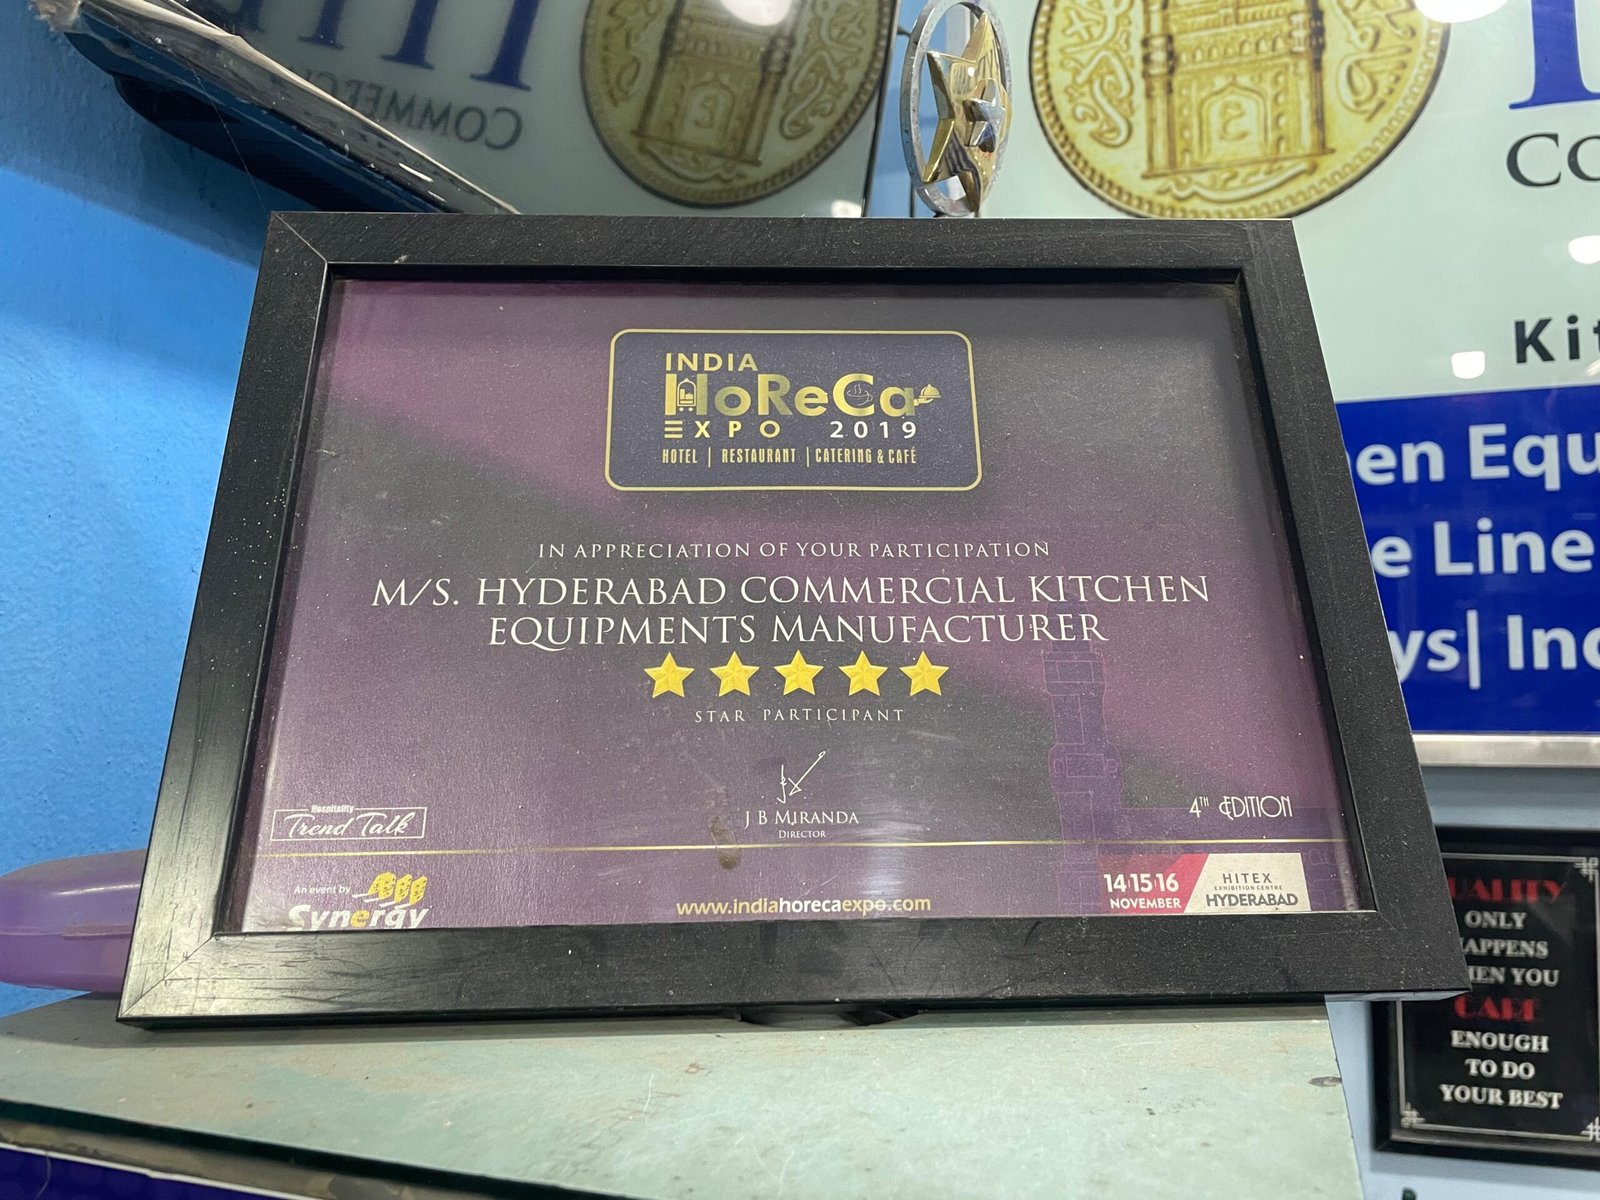 COMMERC
Co
Kit
en Equ
e Line
ys| Ind
INDIA
HoReCa
EXPO 2019
HOTEL | RESTAURANT | CATERING & CAFÉ
IN APPRECIATION OF YOUR PARTICIPATION
M/S. HYDERABAD COMMERCIAL KITCHEN
EQUIPMENTS MANUFACTURER
STAR PARTICIPANT
J B MIRANDA
DIRECTOR
Hospitality
Trend Talk
4TH EDITION
An event by
Synergy
www.indiahorecaexpo.com
14 15 16
NOVEMBER
HITEX
EXHIBITION CENTRE
HYDERABAD
UALITY
ONLY
APPENS
EN YOU
CARE
ENOUGH
TO DO
YOUR BEST